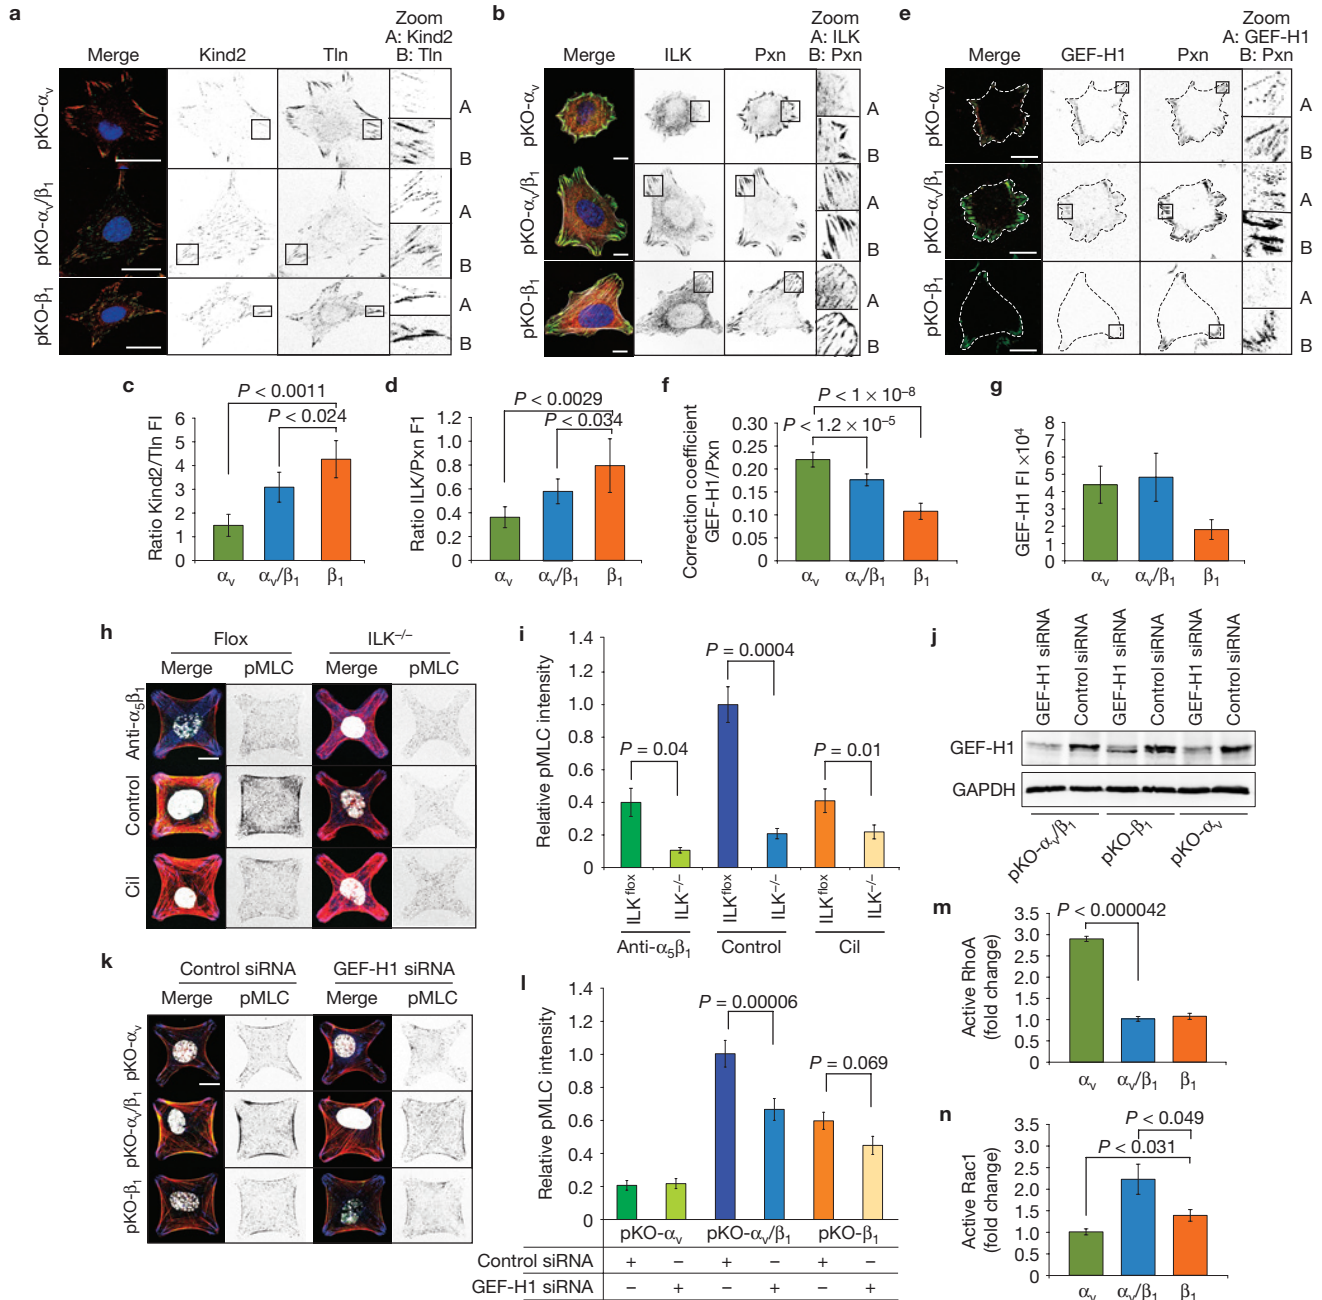 a
Zoom
A: Kind2
B: Tln
Merge
Kind2
Tln
pKO-αv
pKO-αv/β1
pKO-β1
A
B
A
B
A
B
b
Zoom
A: ILK
B: Pxn
Merge
ILK
Pxn
pKO-αv
pKO-αv/β1
pKO-β1
A
B
A
B
A
B
e
Zoom
A: GEF-H1
B: Pxn
Merge
GEF-H1
Pxn
pKO-αv
pKO-αv/β1
pKO-β1
A
B
A
B
A
B
c
P < 0.0011
P < 0.024
Ratio Kind2/Tln FI
6
5
4
3
2
1
0
αv
αv/β1
β1
d
P < 0.0029
P < 0.034
Ratio ILK/Pxn F1
1.2
1.0
0.8
0.6
0.4
0.2
0
αv
αv/β1
β1
f
P < 1 × 10⁻⁸
P < 1.2 × 10⁻⁵
Correction coefficient
GEF-H1/Pxn
0.30
0.25
0.20
0.15
0.10
0.05
0
αv
αv/β1
β1
g
GEF-H1 FI ×10⁴
8
7
6
5
4
3
2
1
0
αv
αv/β1
β1
h
Flox
ILK⁻/⁻
Merge
pMLC
Merge
pMLC
Anti-α5β1
Control
Cil
i
Relative pMLC intensity
1.4
1.2
1.0
0.8
0.6
0.4
0.2
0
P = 0.04
P = 0.0004
P = 0.01
ILKflox
ILK⁻/⁻
ILKflox
ILK⁻/⁻
ILKflox
ILK⁻/⁻
Anti-α5β1
Control
Cil
j
GEF-H1 siRNA
Control siRNA
GEF-H1 siRNA
Control siRNA
GEF-H1 siRNA
Control siRNA
GEF-H1
GAPDH
pKO-αv/β1
pKO-β1
pKO-αv
k
Control siRNA
GEF-H1 siRNA
Merge
pMLC
Merge
pMLC
pKO-αv
pKO-αv/β1
pKO-β1
l
Relative pMLC intensity
1.4
1.2
1.0
0.8
0.6
0.4
0.2
0
P = 0.00006
P = 0.069
pKO-αv
pKO-αv/β1
pKO-β1
Control siRNA + – + – + –
GEF-H1 siRNA – + – + – +
m
P < 0.000042
Active RhoA
(fold change)
3.5
3.0
2.5
2.0
1.5
1.0
0.5
0
αv
αv/β1
β1
n
P < 0.049
P < 0.031
Active Rac1
(fold change)
3.5
3.0
2.5
2.0
1.5
1.0
0.5
0
αv
αv/β1
β1